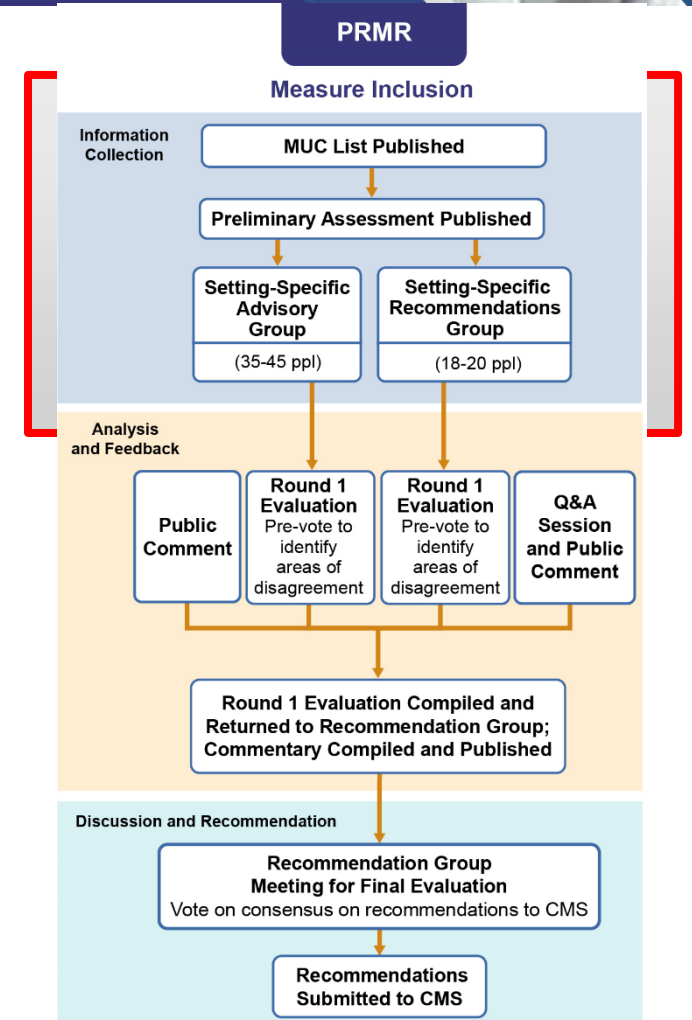 PRMR
Measure Inclusion
Information
Collection
MUC List Published
Preliminary Assessment Published
Setting-Specific
Advisory
Group
(35-45 ppl)
Setting-Specific
Recommendations
Group
(18-20 ppl)
Analysis
and Feedback
Public
Comment
Round 1
Evaluation
Pre-vote to
identify
areas of
disagreement
Round 1
Evaluation
Pre-vote to
identify
areas of
disagreement
Q&A
Session
and Public
Comment
Round 1 Evaluation Compiled and
Returned to Recommendation Group;
Commentary Compiled and Published
Discussion and Recommendation
Recommendation Group
Meeting for Final Evaluation
Vote on consensus on recommendations to CMS
Recommendations
Submitted to CMS